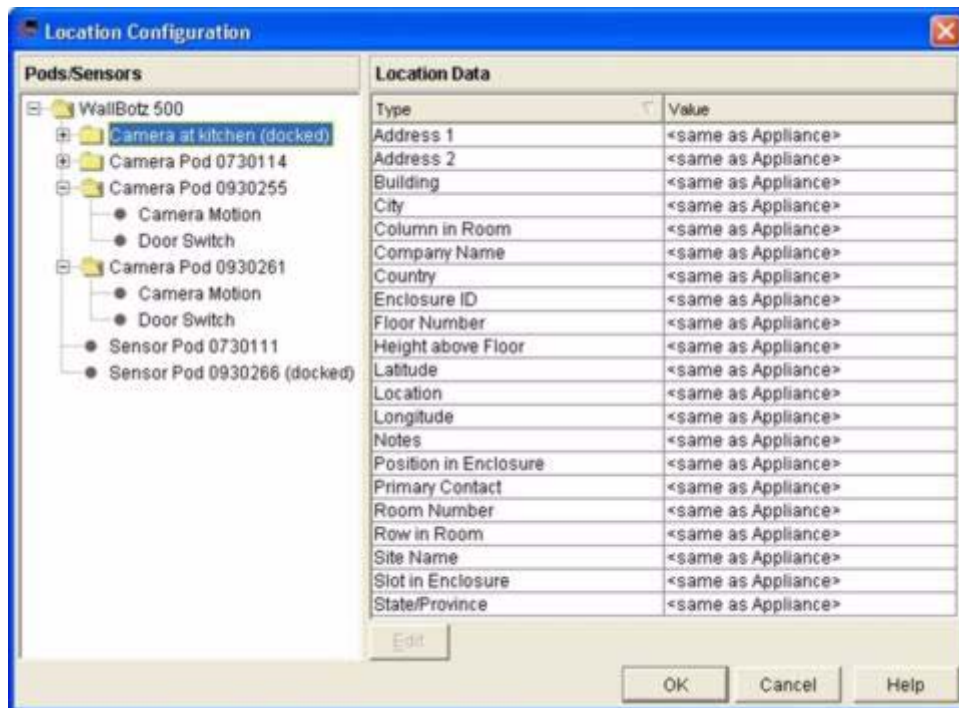 Location Configuration
Pods/Sensors
WallBotz 500
Camera at kitchen (docked)
Camera Pod 0730114
Camera Pod 0930255
Camera Motion
Door Switch
Camera Pod 0930261
Camera Motion
Door Switch
Sensor Pod 0730111
Sensor Pod 0930266 (docked)
Location Data
Type Value
Address 1 <same as Appliance>
Address 2 <same as Appliance>
Building <same as Appliance>
City <same as Appliance>
Column in Room <same as Appliance>
Company Name <same as Appliance>
Country <same as Appliance>
Enclosure ID <same as Appliance>
Floor Number <same as Appliance>
Height above Floor <same as Appliance>
Latitude <same as Appliance>
Location <same as Appliance>
Longitude <same as Appliance>
Notes <same as Appliance>
Position in Enclosure <same as Appliance>
Primary Contact <same as Appliance>
Room Number <same as Appliance>
Row in Room <same as Appliance>
Site Name <same as Appliance>
Slot in Enclosure <same as Appliance>
State/Province <same as Appliance>
Edit
OK Cancel Help